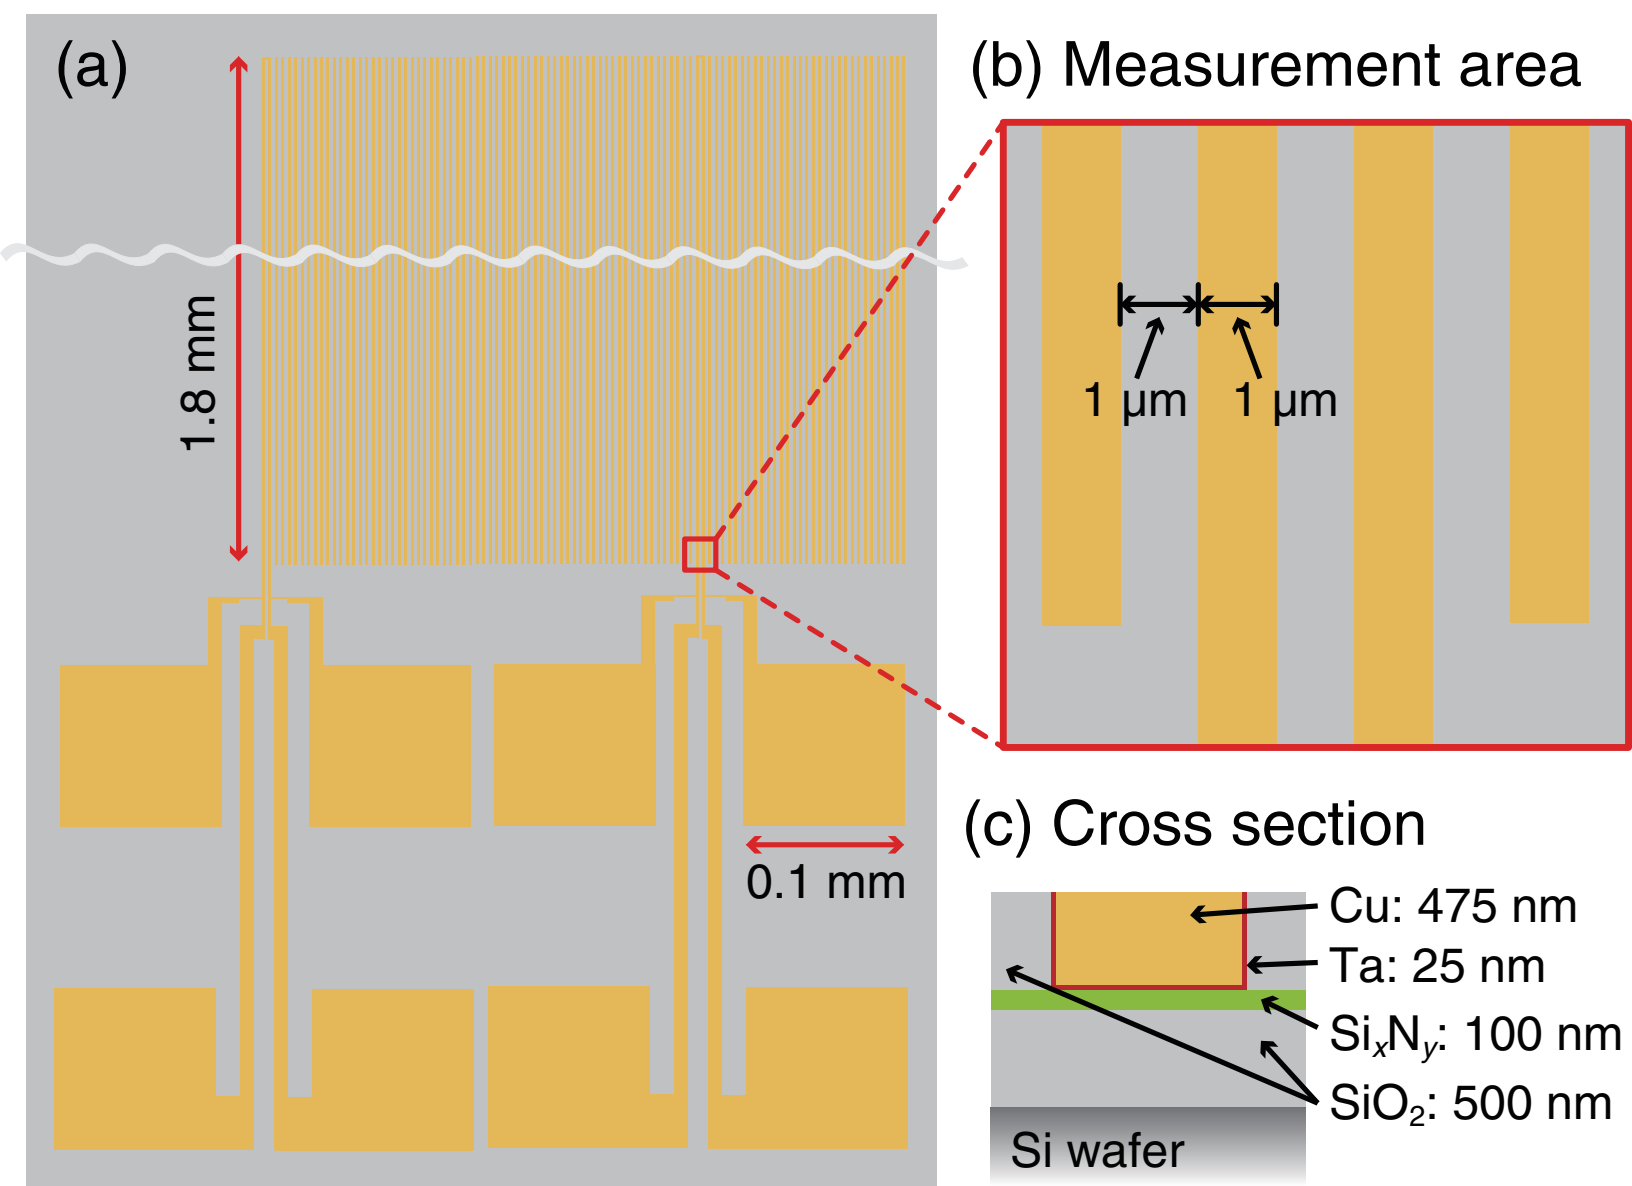 (a)
1.8 mm
0.1 mm
(b) Measurement area
1 µm
1 µm
(c) Cross section
Cu: 475 nm
Ta: 25 nm
SiₓNᵧ: 100 nm
SiO₂: 500 nm
Si wafer